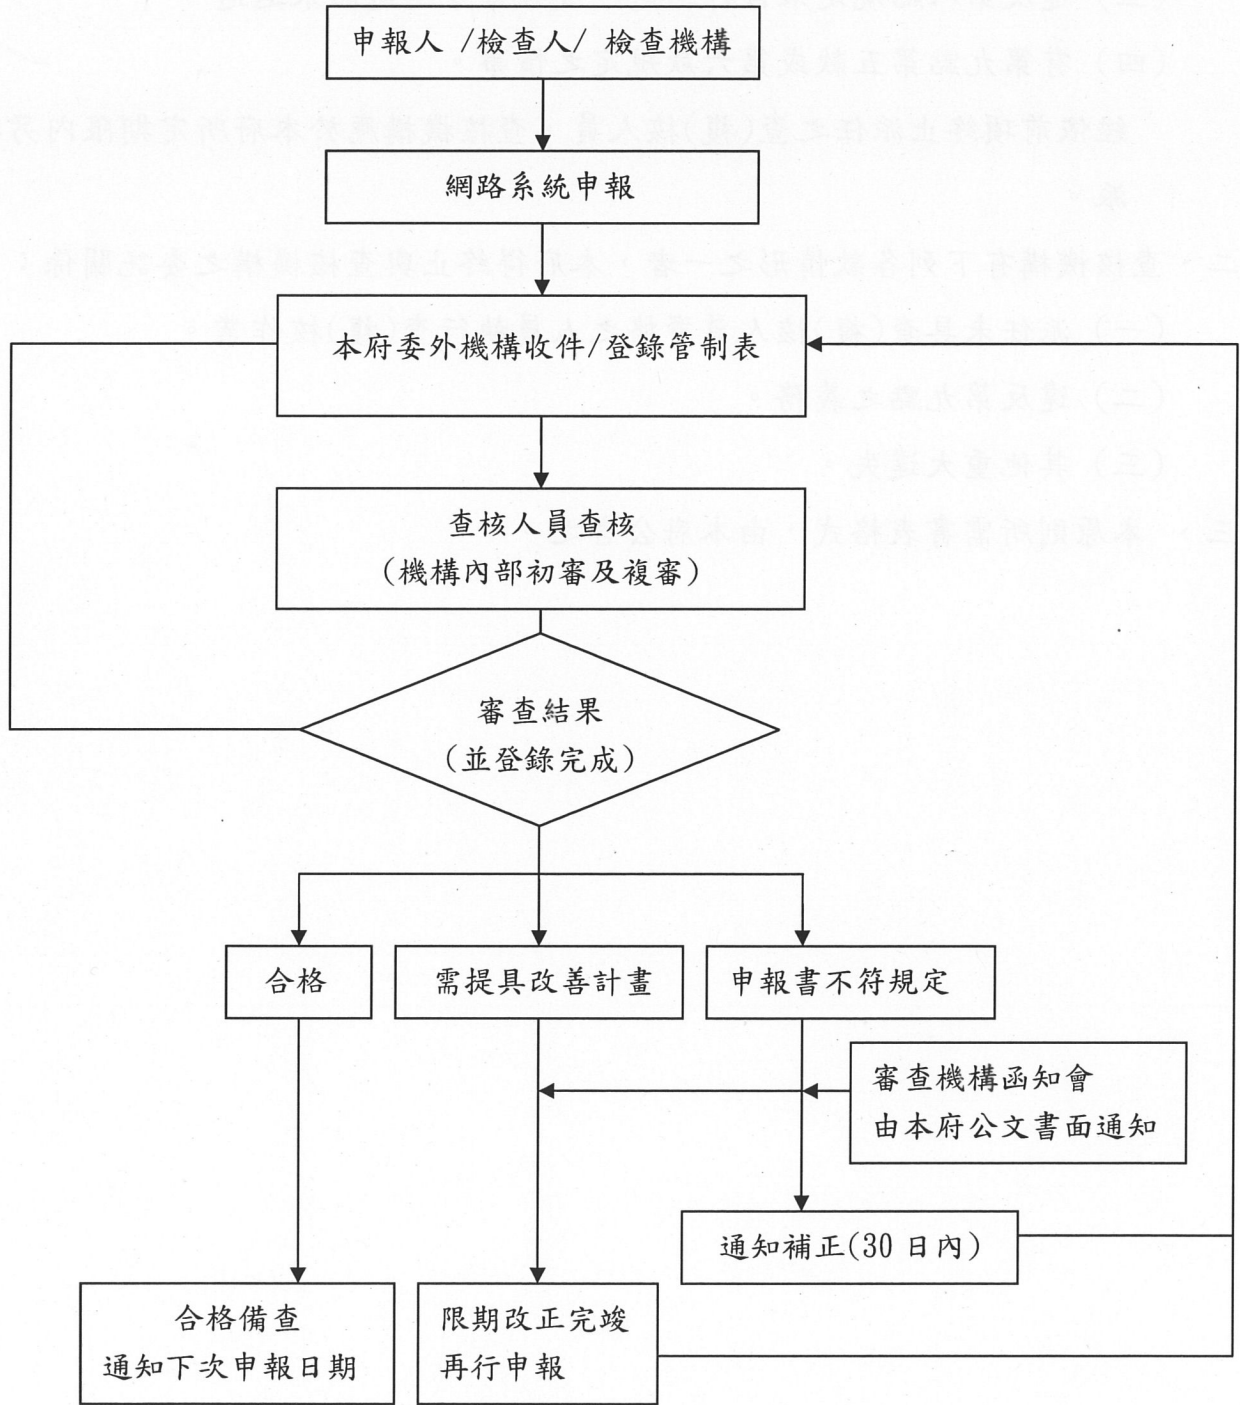 申報人 /檢查人/ 檢查機構
網路系統申報
本府委外機構收件/登錄管制表
查核人員查核
(機構內部初審及複審)
審查結果
(並登錄完成)
合格
需提具改善計畫
申報書不符規定
審查機構函知會
由本府公文書面通知
通知補正(30 日內)
合格備查
通知下次申報日期
限期改正完竣
再行申報